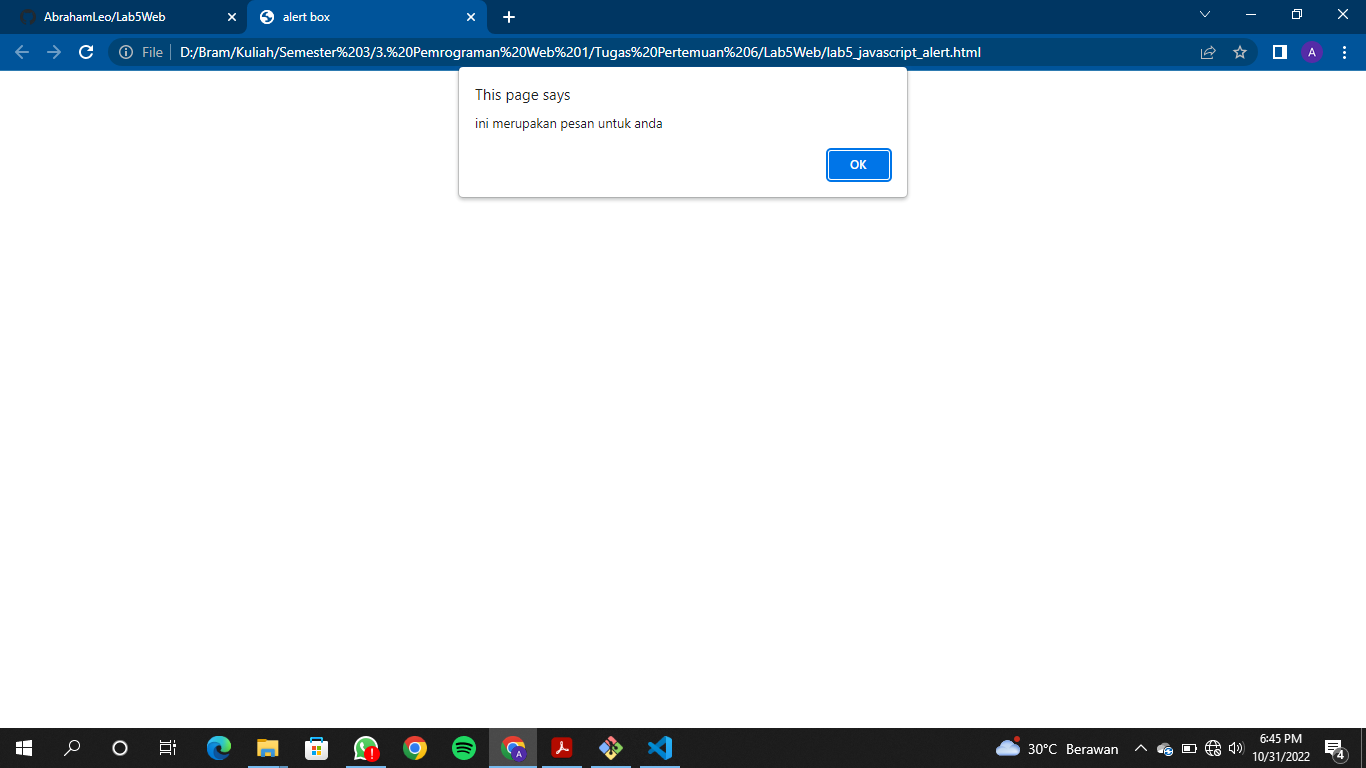 AbrahamLeo/Lab5Web
alert box
File
D:/Bram/Kuliah/Semester%203/3.%20Pemrograman%20Web%201/Tugas%20Pertemuan%206/Lab5Web/lab5_javascript_alert.html
A
This page says
ini merupakan pesan untuk anda
OK
A
30°C Berawan
6:45 PM
10/31/2022
4